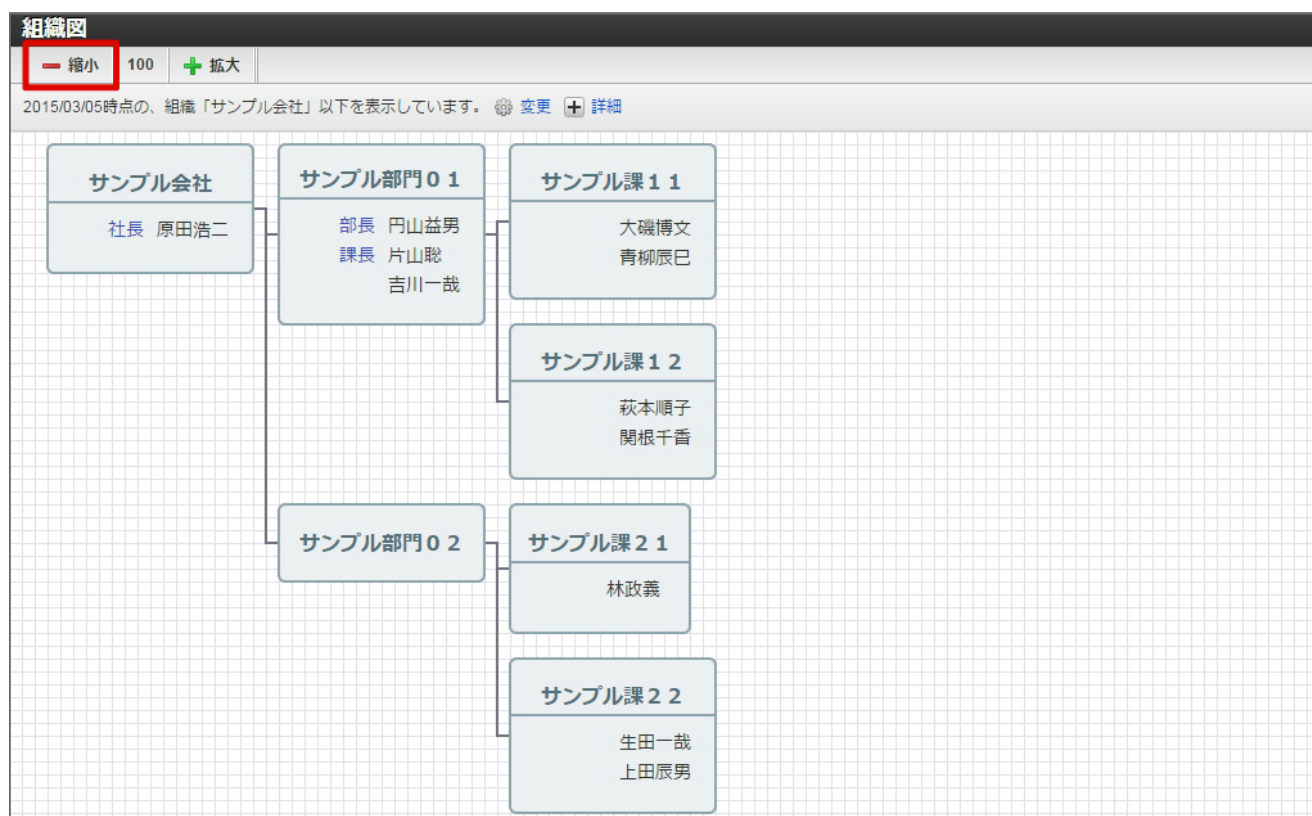 組織図
縮小 100 拡大
2015/03/05時点の、組織「サンプル会社」以下を表示しています。 変更 詳細
サンプル会社
社長 原田浩二
サンプル部門０１
部長 円山益男
課長 片山聡
吉川一哉
サンプル課１１
大磯博文
青柳辰巳
サンプル課１２
萩本順子
関根千香
サンプル部門０２
サンプル課２１
林政義
サンプル課２２
生田一哉
上田辰男